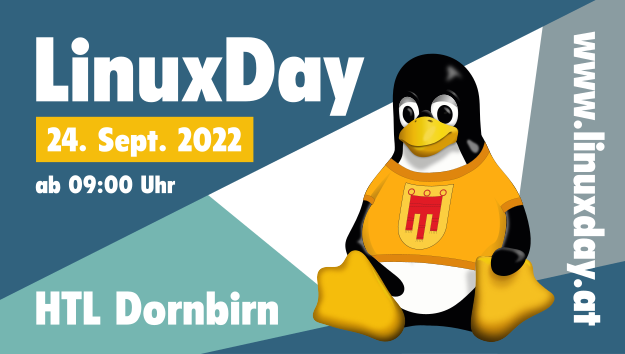 LinuxDay
24. Sept. 2022
ab 09:00 Uhr
HTL Dornbirn
www.linuxday.at